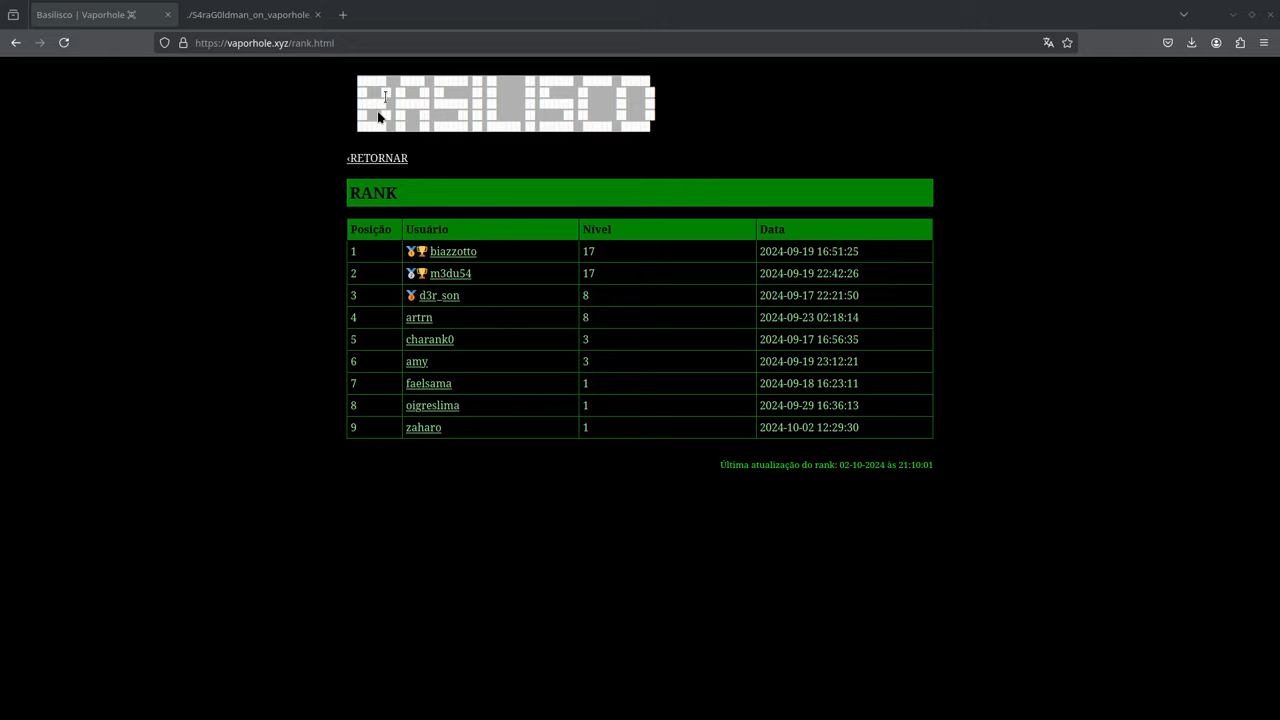 Basilisco | Vaporhole
./S4raG0ldman_on_vaporhole.
https://vaporhole.xyz/rank.html
BASILISCO
‹RETORNAR
RANK
Posição Usuário Nível Data
1 biazzotto 17 2024-09-19 16:51:25
2 m3du54 17 2024-09-19 22:42:26
3 d3r_son 8 2024-09-17 22:21:50
4 artrn 8 2024-09-23 02:18:14
5 charank0 3 2024-09-17 16:56:35
6 amy 3 2024-09-19 23:12:21
7 faelsama 1 2024-09-18 16:23:11
8 oigreslima 1 2024-09-29 16:36:13
9 zaharo 1 2024-10-02 12:29:30
Última atualização do rank: 02-10-2024 às 21:10:01